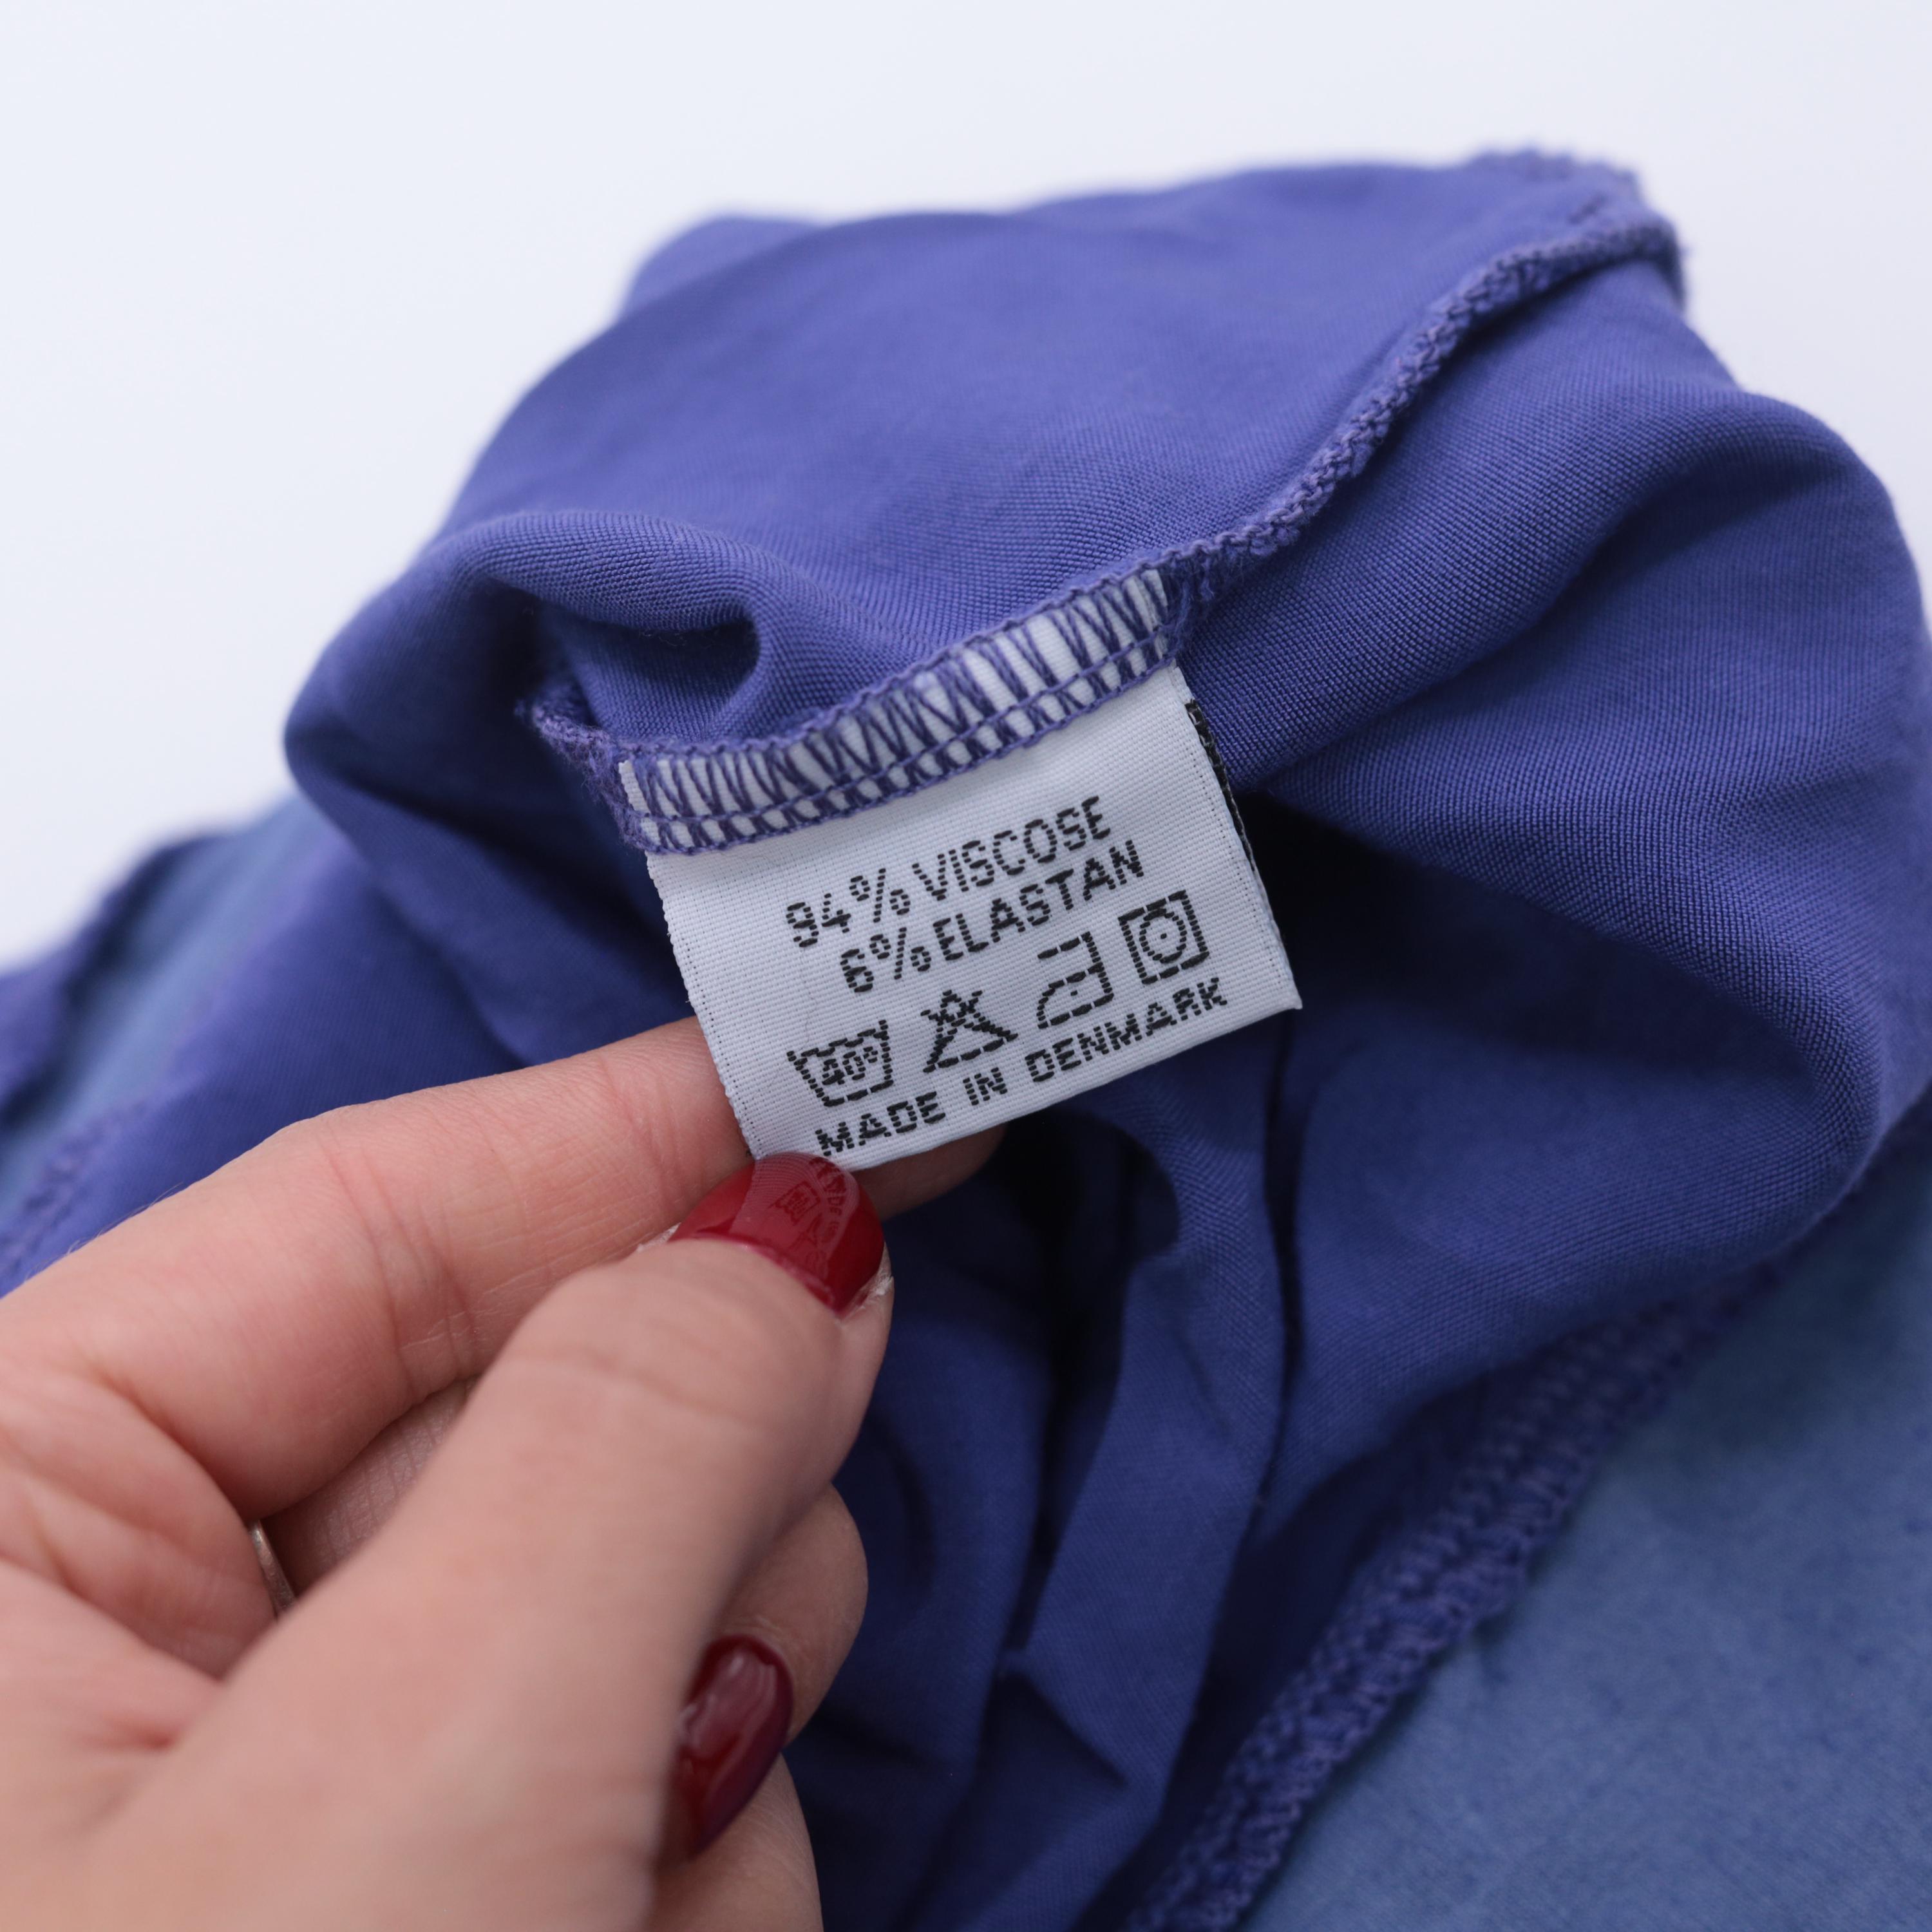 94% VISCOSE
6% ELASTAN
40°
MADE IN DENMARK